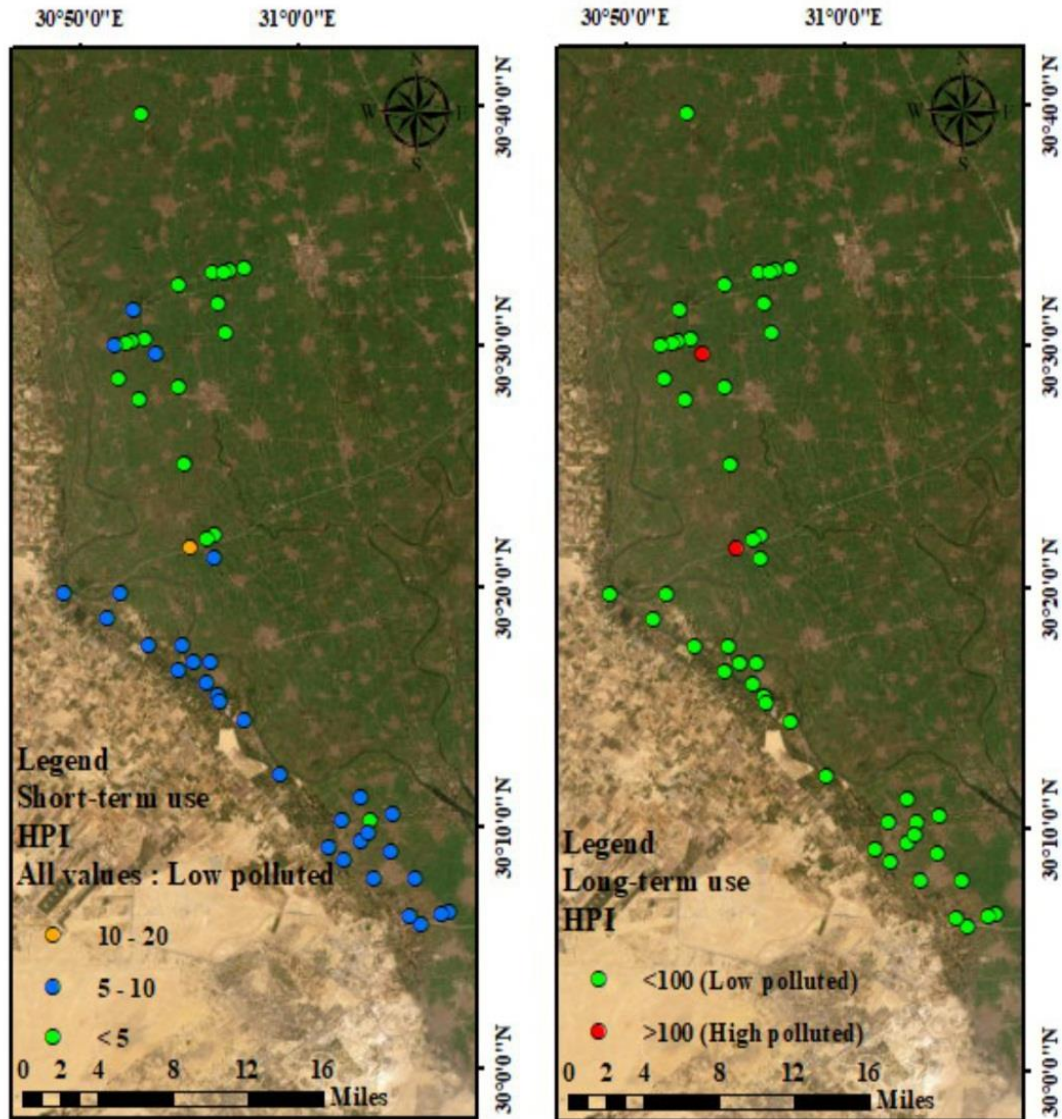 30°50'0"E 31°0'0"E
N
W E
S
30°40'0"N
30°30'0"N
30°20'0"N
30°10'0"N
30°0'0"N
Legend
Short-term use
HPI
All values : Low polluted
10 - 20
5 - 10
< 5
0 2 4 8 12 16
Miles
30°50'0"E 31°0'0"E
N
W E
S
30°40'0"N
30°30'0"N
30°20'0"N
30°10'0"N
30°0'0"N
Legend
Long-term use
HPI
<100 (Low polluted)
>100 (High polluted)
0 2 4 8 12 16
Miles